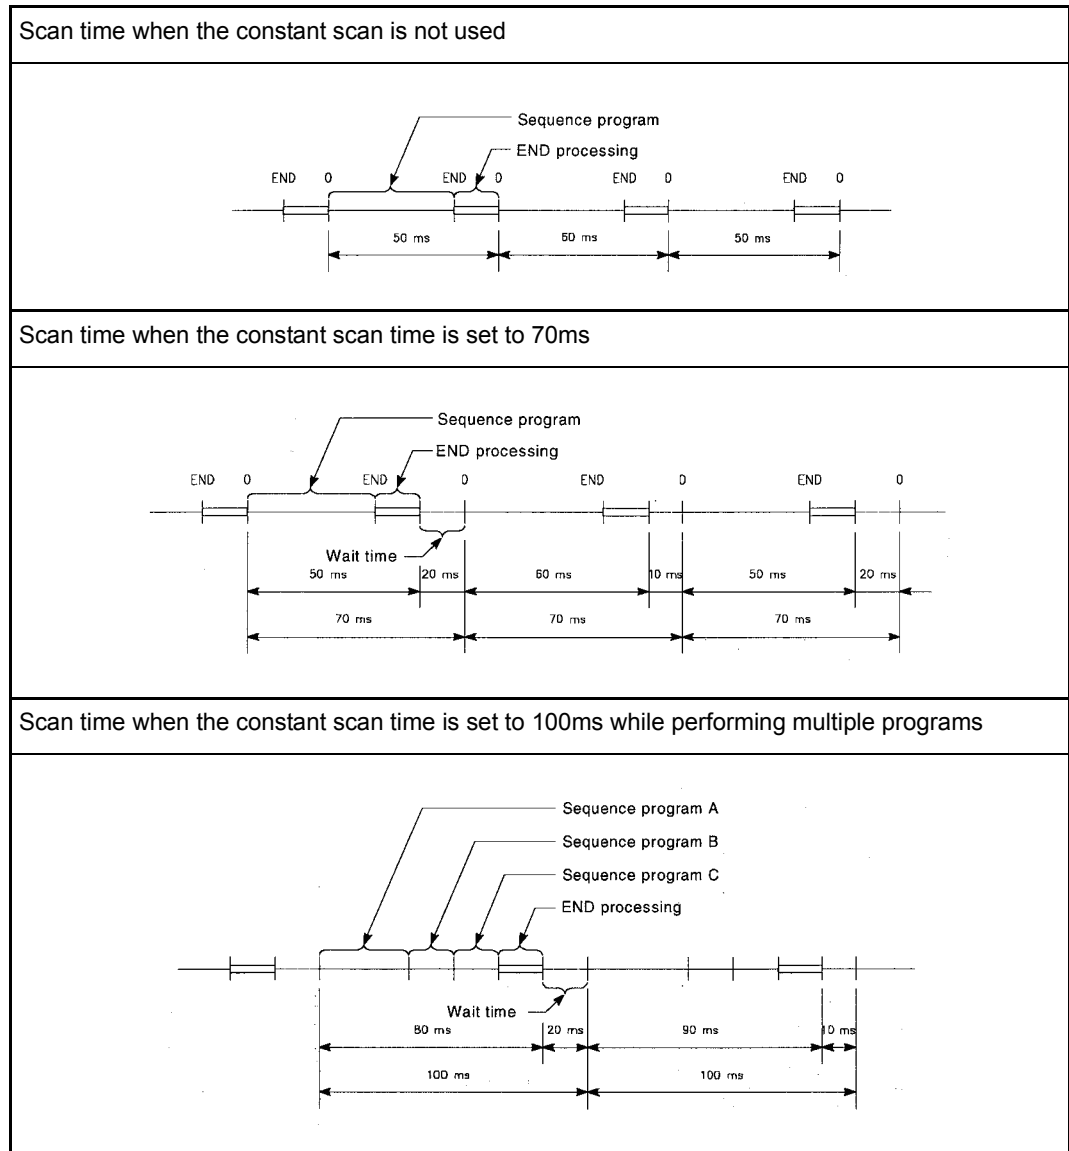 Scan time when the constant scan is not used
Sequence program
END processing
END 0 END 0 END 0 END 0
50 ms 60 ms 50 ms
Scan time when the constant scan time is set to 70ms
Sequence program
END processing
END 0 END 0 END 0 END 0
Wait time
50 ms 20 ms 60 ms 10 ms 50 ms 20 ms
70 ms 70 ms 70 ms
Scan time when the constant scan time is set to 100ms while performing multiple programs
Sequence program A
Sequence program B
Sequence program C
END processing
Wait time
80 ms 20 ms 90 ms 10 ms
100 ms 100 ms